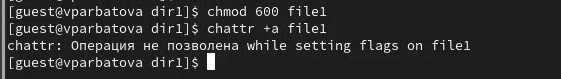 [guest@vparbatova dir1]$ chmod 600 file1
[guest@vparbatova dir1]$ chattr +a file1
chattr: Операция не позволена while setting flags on file1
[guest@vparbatova dir1]$